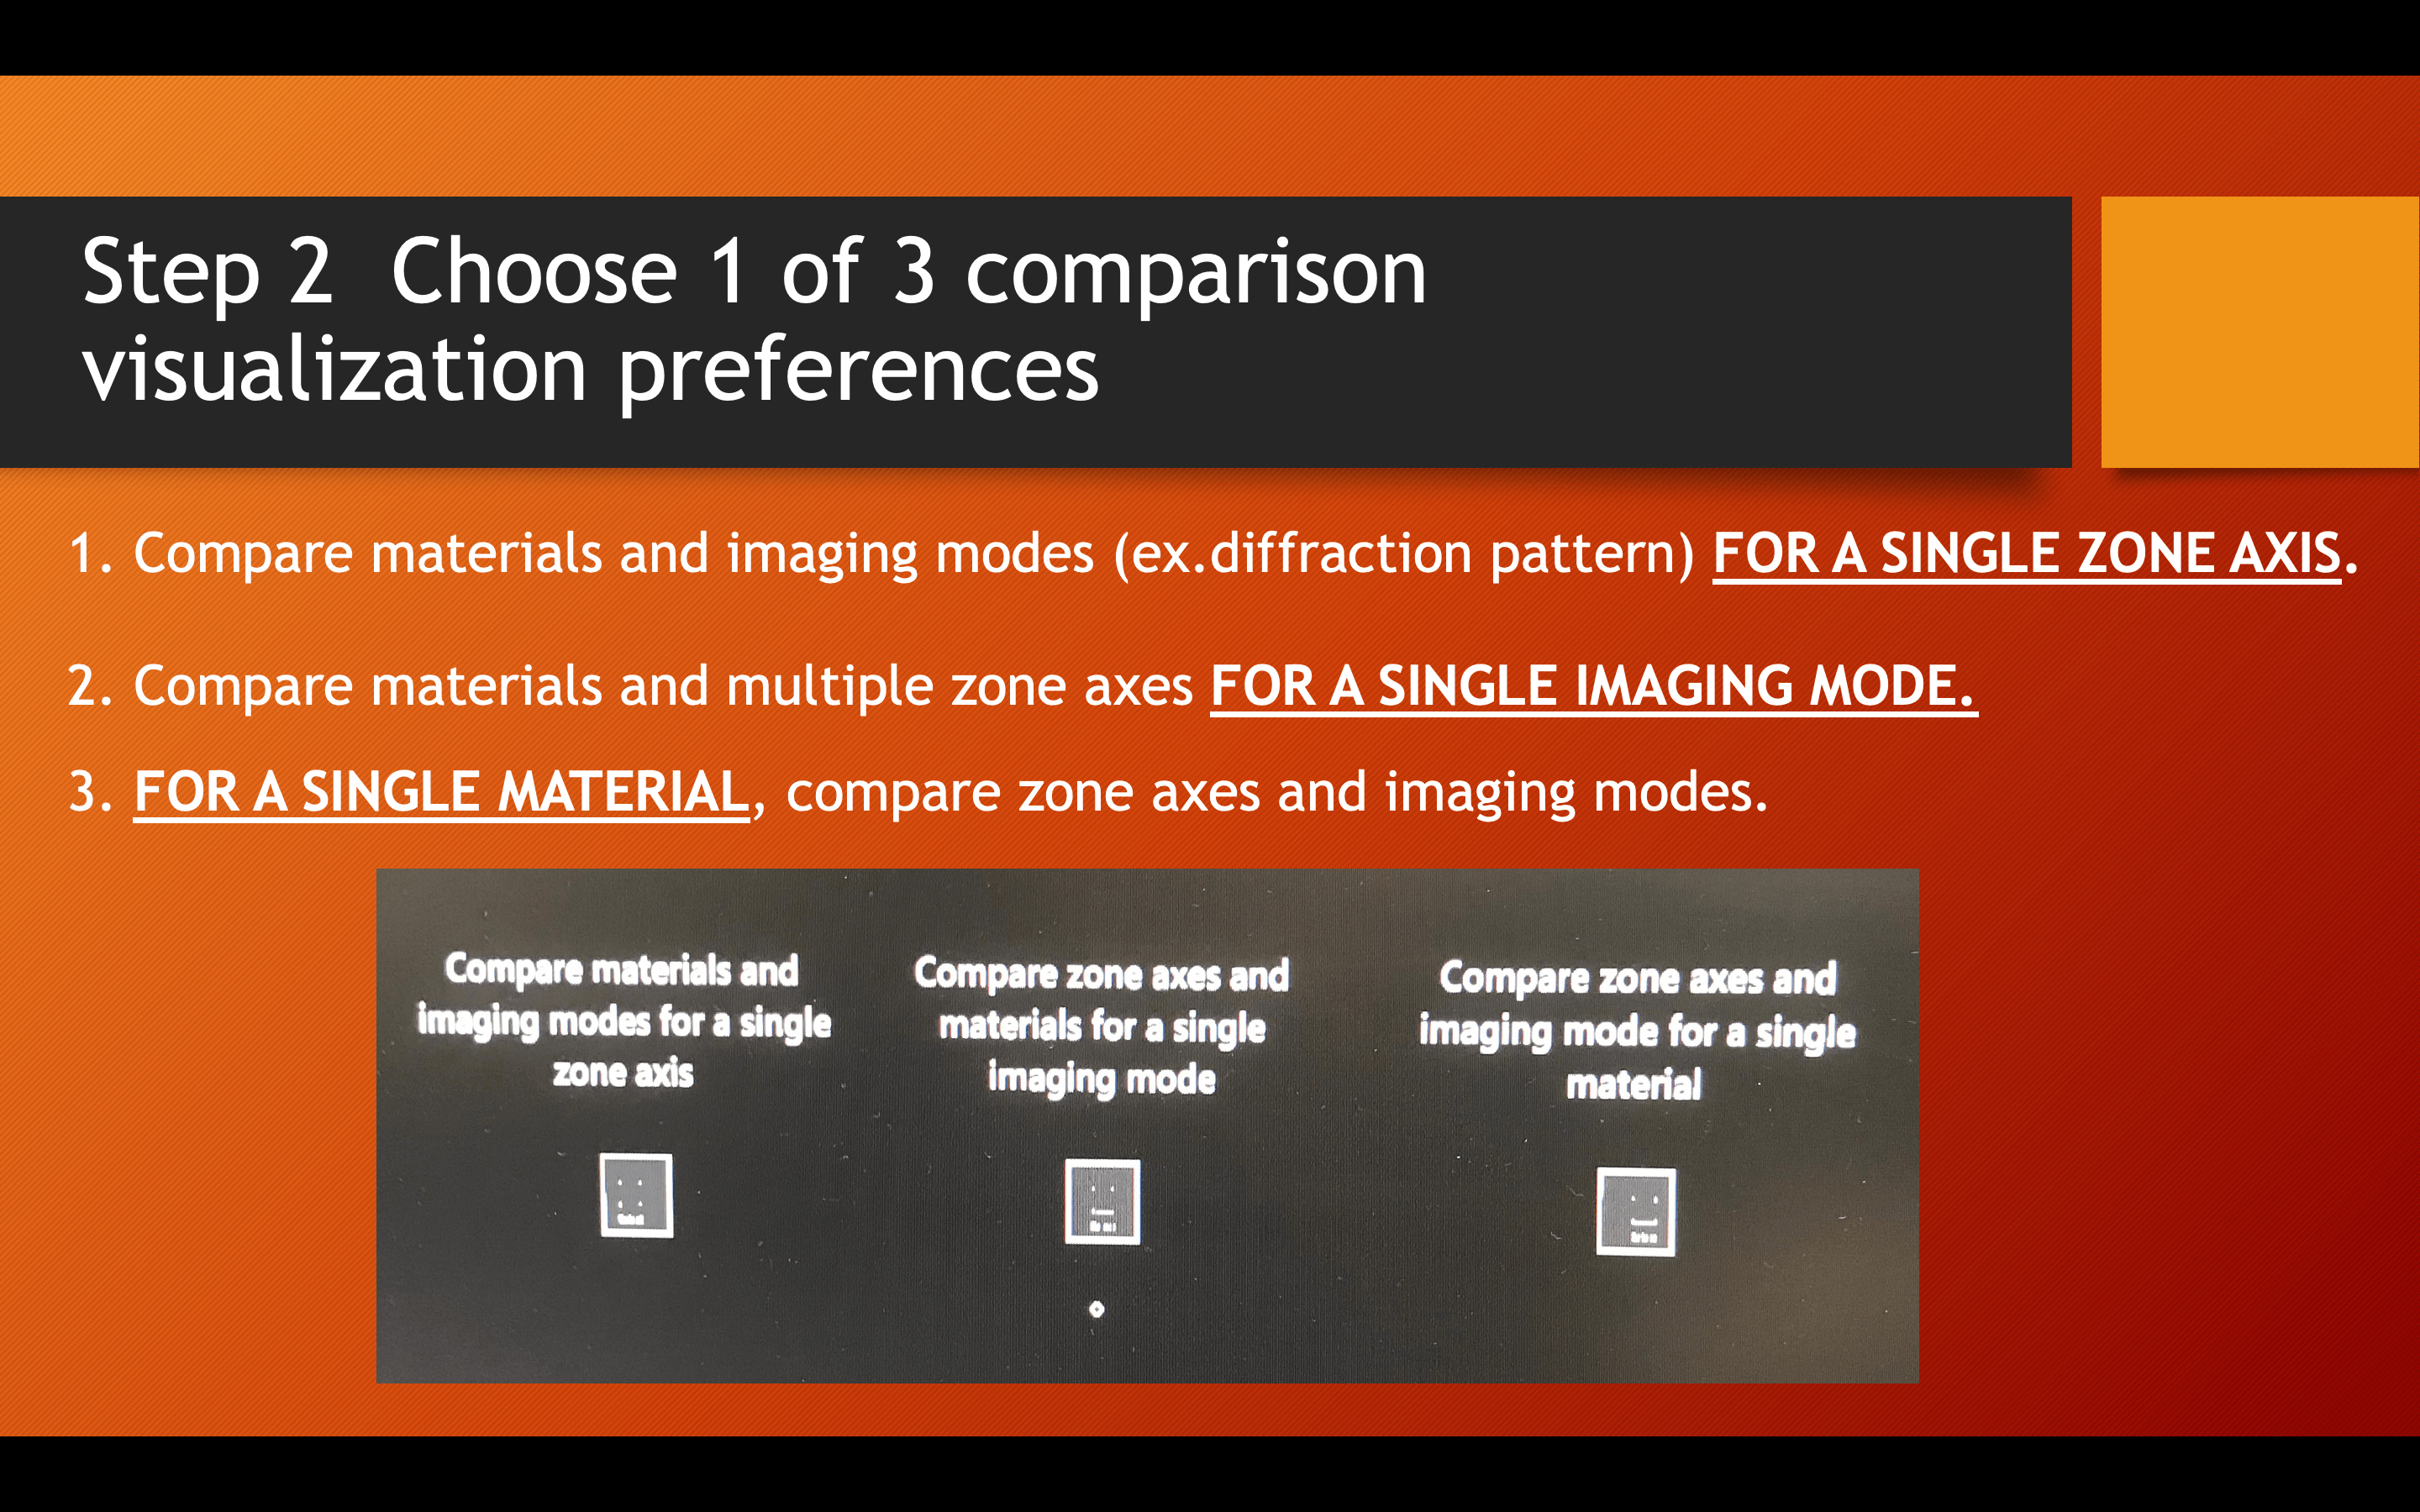 Step 2  Choose 1 of 3 comparison
visualization preferences
1. Compare materials and imaging modes (ex.diffraction pattern) FOR A SINGLE ZONE AXIS.
2. Compare materials and multiple zone axes FOR A SINGLE IMAGING MODE.
3. FOR A SINGLE MATERIAL, compare zone axes and imaging modes.
Compare materials and
imaging modes for a single
zone axis
Compare zone axes and
materials for a single
imaging mode
Compare zone axes and
imaging mode for a single
material